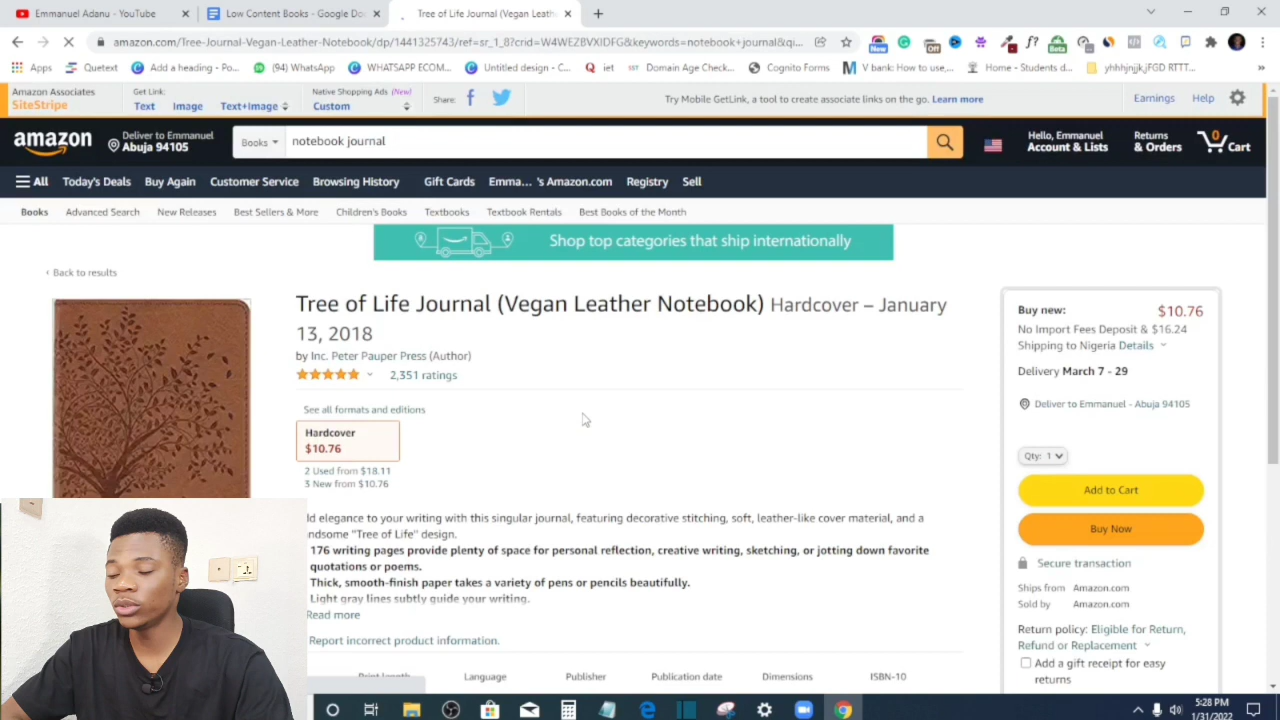 Emmanuel Adanu - YouTube
Low Content Books - Google Do
Tree of Life Journal (Vegan Leath
amazon.com/Tree-Journal-Vegan-Leather-Notebook/dp/1441325743/ref=sr_1_8?crid=W4WEZBVXIDFG&keywords=notebook+journal&qu...
New
Off
Beta
Apps
Quetext
Add a heading - Po...
(94) WhatsApp
WHATSAPP ECOM...
Untitled design - C...
iet
Domain Age Check...
Cognito Forms
V bank: How to use,...
Home - Students d...
yhhhjnjjk,jFGD RTTT...
Amazon Associates
SiteStripe
Get Link:
Text
Image
Text+Image
Native Shopping Ads (New)
Custom
Share:
Try Mobile GetLink, a tool to create associate links on the go. Learn more
Earnings
Help
amazon
Deliver to Emmanuel
Abuja 94105
Books
notebook journal
Hello, Emmanuel
Account & Lists
Returns
& Orders
0
Cart
All
Today's Deals
Buy Again
Customer Service
Browsing History
Gift Cards
Emma... 's Amazon.com
Registry
Sell
Books
Advanced Search
New Releases
Best Sellers & More
Children's Books
Textbooks
Textbook Rentals
Best Books of the Month
Shop top categories that ship internationally
‹ Back to results
Tree of Life Journal (Vegan Leather Notebook) Hardcover – January
13, 2018
by Inc. Peter Pauper Press (Author)
2,351 ratings
See all formats and editions
Hardcover
$10.76
2 Used from $18.11
3 New from $10.76
ld elegance to your writing with this singular journal, featuring decorative stitching, soft, leather-like cover material, and a
ndsome "Tree of Life" design.
176 writing pages provide plenty of space for personal reflection, creative writing, sketching, or jotting down favorite
quotations or poems.
Thick, smooth-finish paper takes a variety of pens or pencils beautifully.
Light gray lines subtly guide your writing.
Read more
Report incorrect product information.
Print length
Language
Publisher
Publication date
Dimensions
ISBN-10
Buy new:
$10.76
No Import Fees Deposit & $16.24
Shipping to Nigeria Details
Delivery March 7 - 29
Deliver to Emmanuel - Abuja 94105
Qty: 1
Add to Cart
Buy Now
Secure transaction
Ships from Amazon.com
Sold by Amazon.com
Return policy: Eligible for Return,
Refund or Replacement
Add a gift receipt for easy
returns
5:28 PM
1/31/2022